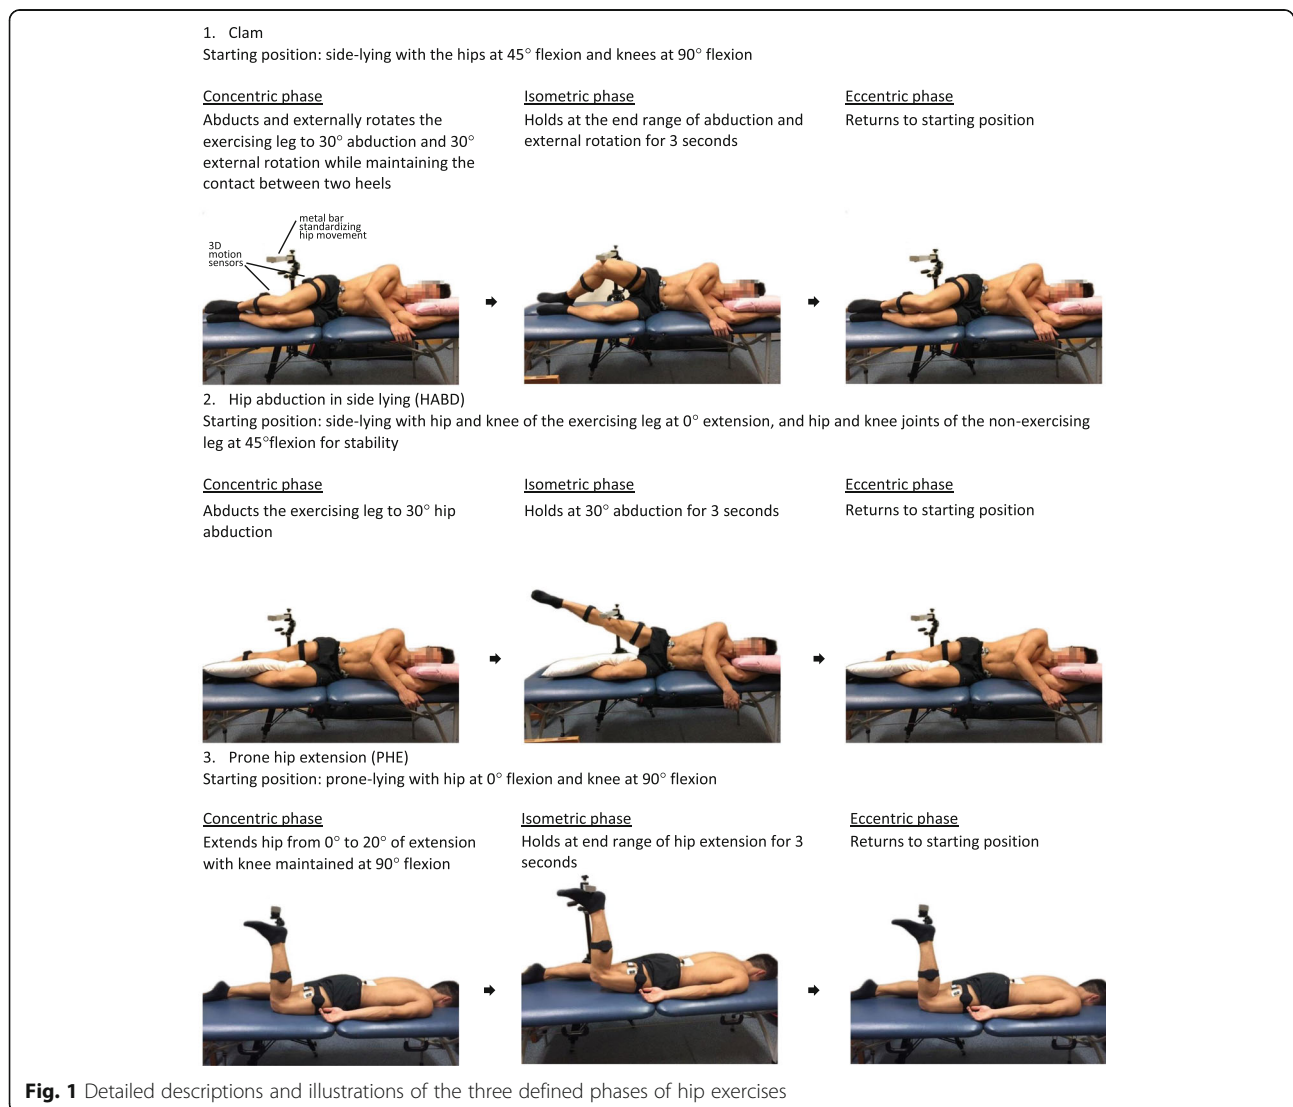 1. Clam
Starting position: side-lying with the hips at 45° flexion and knees at 90° flexion
Concentric phase
Abducts and externally rotates the
exercising leg to 30° abduction and 30°
external rotation while maintaining the
contact between two heels
Isometric phase
Holds at the end range of abduction and
external rotation for 3 seconds
Eccentric phase
Returns to starting position
metal bar
standardizing
hip movement
3D
motion
sensors
2. Hip abduction in side lying (HABD)
Starting position: side-lying with hip and knee of the exercising leg at 0° extension, and hip and knee joints of the non-exercising
leg at 45°flexion for stability
Concentric phase
Abducts the exercising leg to 30° hip
abduction
Isometric phase
Holds at 30° abduction for 3 seconds
Eccentric phase
Returns to starting position
3. Prone hip extension (PHE)
Starting position: prone-lying with hip at 0° flexion and knee at 90° flexion
Concentric phase
Extends hip from 0° to 20° of extension
with knee maintained at 90° flexion
Isometric phase
Holds at end range of hip extension for 3
seconds
Eccentric phase
Returns to starting position
Fig. 1 Detailed descriptions and illustrations of the three defined phases of hip exercises